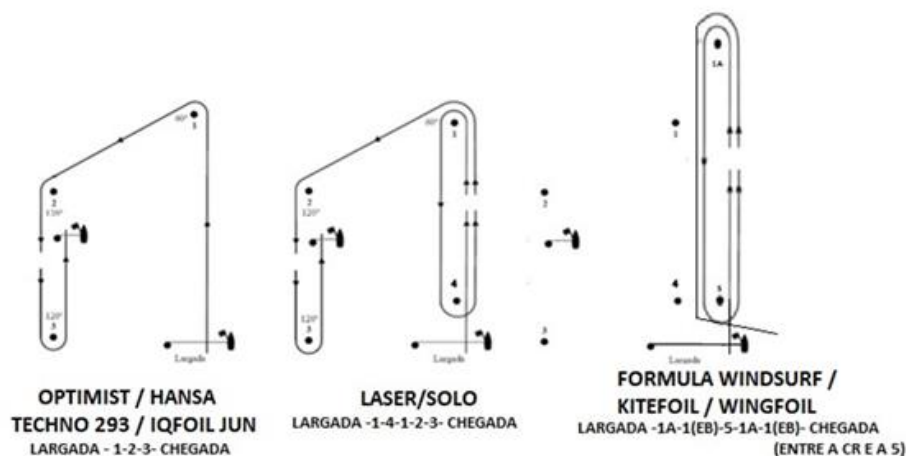 60°
1
2
120°
120°
3
Largada
OPTIMIST / HANSA
TECHNO 293 / IQFOIL JUN
LARGADA - 1-2-3- CHEGADA
60°
1
2
120°
4
120°
3
Largada
LASER/SOLO
LARGADA -1-4-1-2-3- CHEGADA
1A
1
2
4
5
3
Largada
FORMULA WINDSURF /
KITEFOIL / WINGFOIL
LARGADA -1A-1(EB)-5-1A-1(EB)- CHEGADA
(ENTRE A CR E A 5)